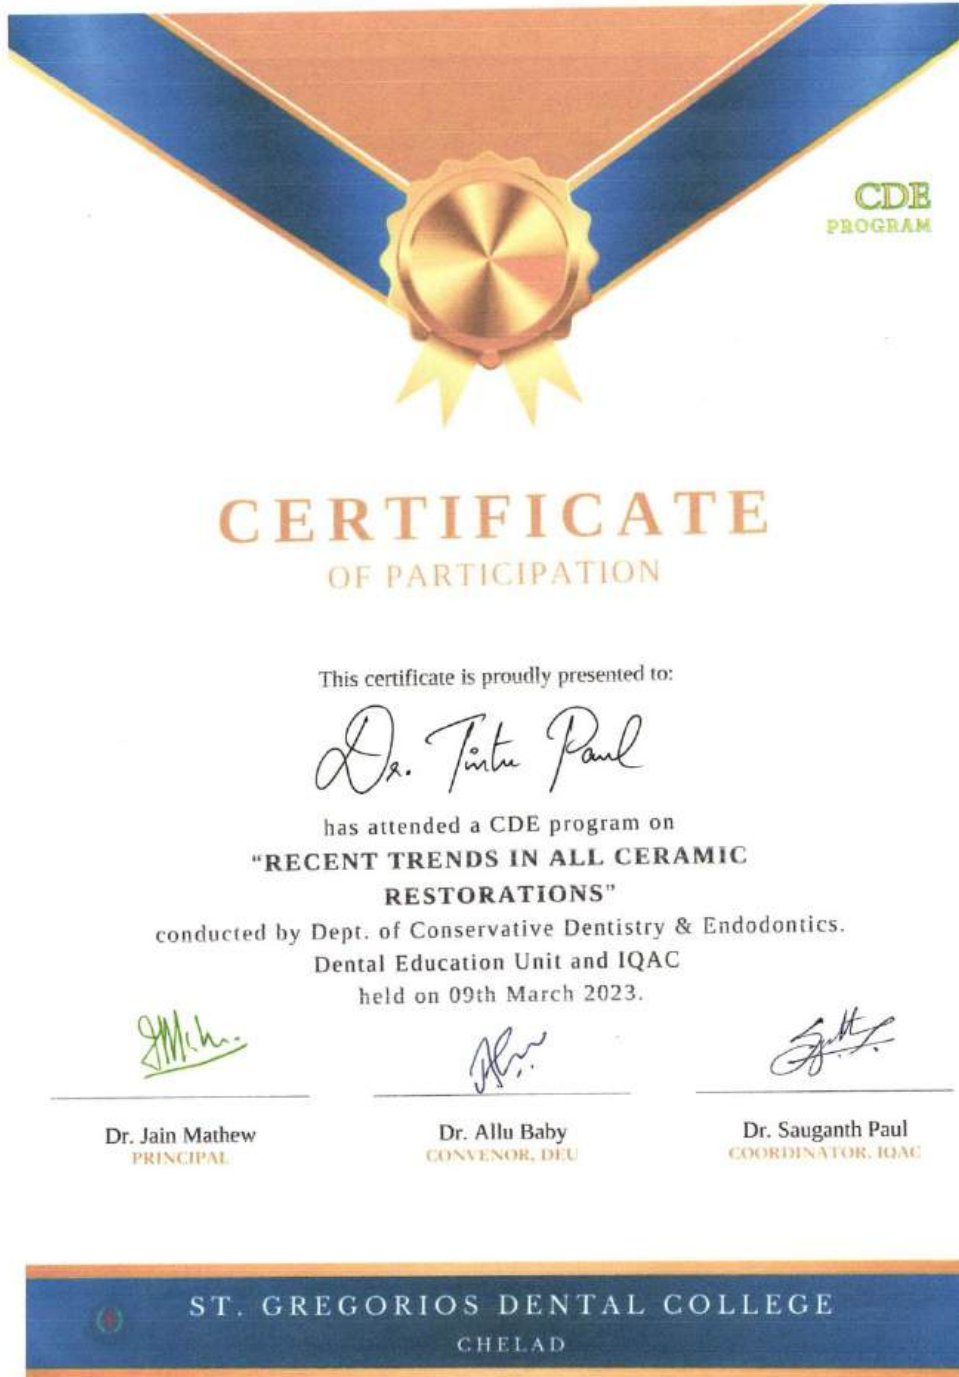 CDE
PROGRAM
CERTIFICATE
OF PARTICIPATION
This certificate is proudly presented to:
Dr. Tintu Paul
has attended a CDE program on
“RECENT TRENDS IN ALL CERAMIC
RESTORATIONS”
conducted by Dept. of Conservative Dentistry & Endodontics.
Dental Education Unit and IQAC
held on 09th March 2023.
Dr. Jain Mathew
PRINCIPAL
Dr. Allu Baby
CONVENOR, DEU
Dr. Sauganth Paul
COORDINATOR, IQAC
ST. GREGORIOS DENTAL COLLEGE
CHELAD